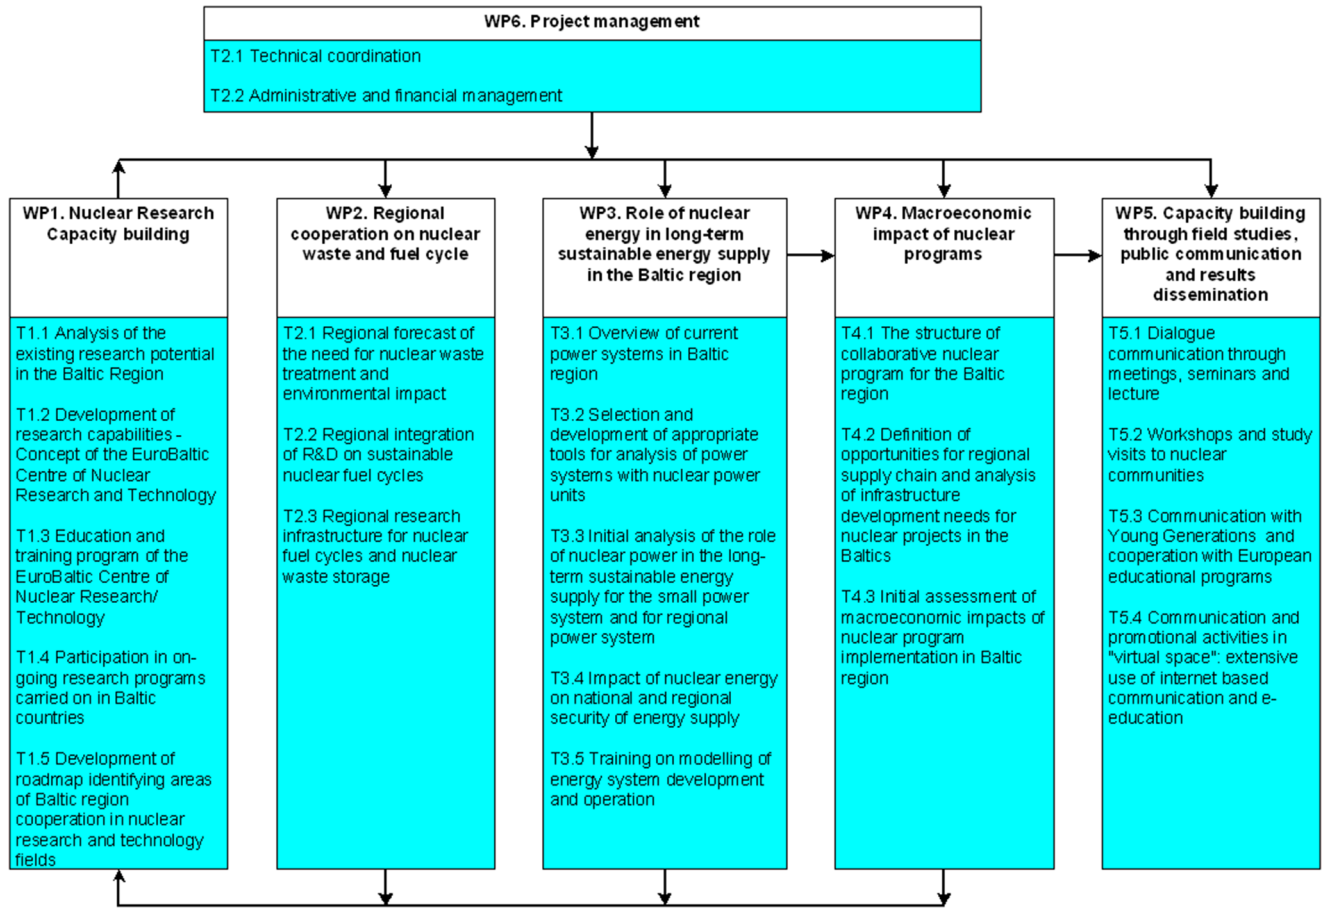 WP6. Project management
T2.1 Technical coordination
T2.2 Administrative and financial management
WP1. Nuclear Research
Capacity building
T1.1 Analysis of the
existing research potential
in the Baltic Region
T1.2 Development of
research capabilities -
Concept of the EuroBaltic
Centre of Nuclear
Research and Technology
T1.3 Education and
training program of the
EuroBaltic Centre of
Nuclear Research/
Technology
T1.4 Participation in on-
going research programs
carried on in Baltic
countries
T1.5 Development of
roadmap identifying areas
of Baltic region
cooperation in nuclear
research and technology
fields
WP2. Regional
cooperation on nuclear
waste and fuel cycle
T2.1 Regional forecast of
the need for nuclear waste
treatment and
environmental impact
T2.2 Regional integration
of R&D on sustainable
nuclear fuel cycles
T2.3 Regional research
infrastructure for nuclear
fuel cycles and nuclear
waste storage
WP3. Role of nuclear
energy in long-term
sustainable energy supply
in the Baltic region
T3.1 Overview of current
power systems in Baltic
region
T3.2 Selection and
development of appropriate
tools for analysis of power
systems with nuclear power
units
T3.3 Initial analysis of the role
of nuclear power in the long-
term sustainable energy
supply for the small power
system and for regional
power system
T3.4 Impact of nuclear energy
on national and regional
security of energy supply
T3.5 Training on modelling of
energy system development
and operation
WP4. Macroeconomic
impact of nuclear
programs
T4.1 The structure of
collaborative nuclear
program for the Baltic
region
T4.2 Definition of
opportunities for regional
supply chain and analysis
of infrastructure
development needs for
nuclear projects in the
Baltics
T4.3 Initial assessment of
macroeconomic impacts of
nuclear program
implementation in Baltic
region
WP5. Capacity building
through field studies,
public communication
and results
dissemination
T5.1 Dialogue
communication through
meetings, seminars and
lecture
T5.2 Workshops and study
visits to nuclear
communities
T5.3 Communication with
Young Generations and
cooperation with European
educational programs
T5.4 Communication and
promotional activities in
"virtual space": extensive
use of internet based
communication and e-
education